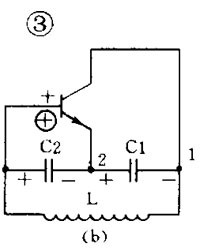 ③
+
⊕
C2 2 C1 1
+ − + −
L
(b)